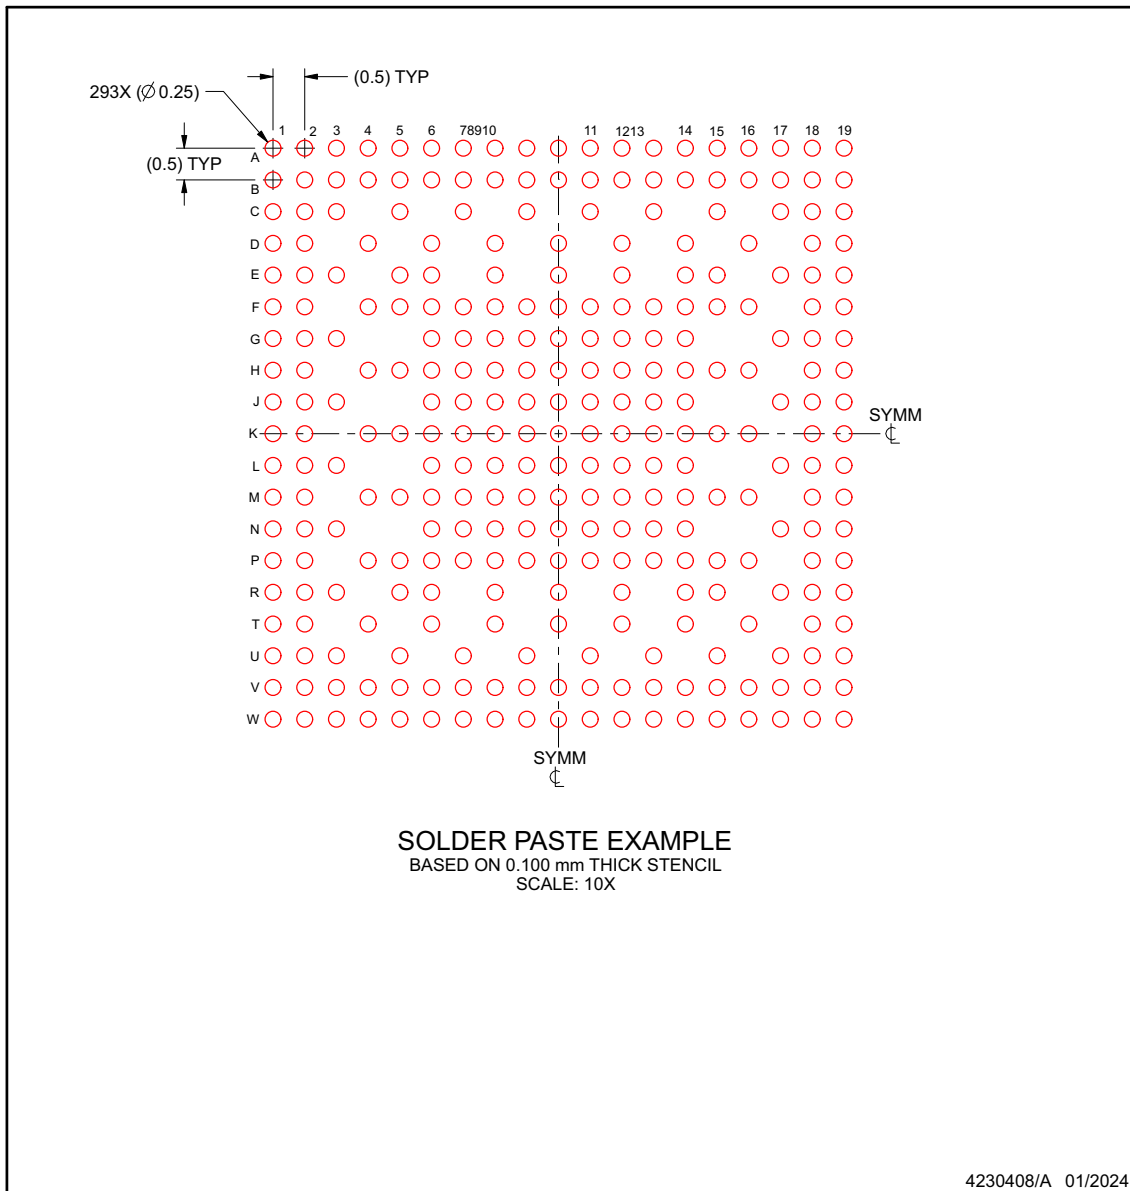 (0.5) TYP
293X (∅ 0.25)
1 2 3 4 5 6 78910 11 1213 14 15 16 17 18 19
A
(0.5) TYP
B
C
D
E
F
G
H
J
SYMM
K
℄
L
M
N
P
R
T
U
V
W
SYMM
℄
SOLDER PASTE EXAMPLE
BASED ON 0.100 mm THICK STENCIL
SCALE: 10X
4230408/A 01/2024